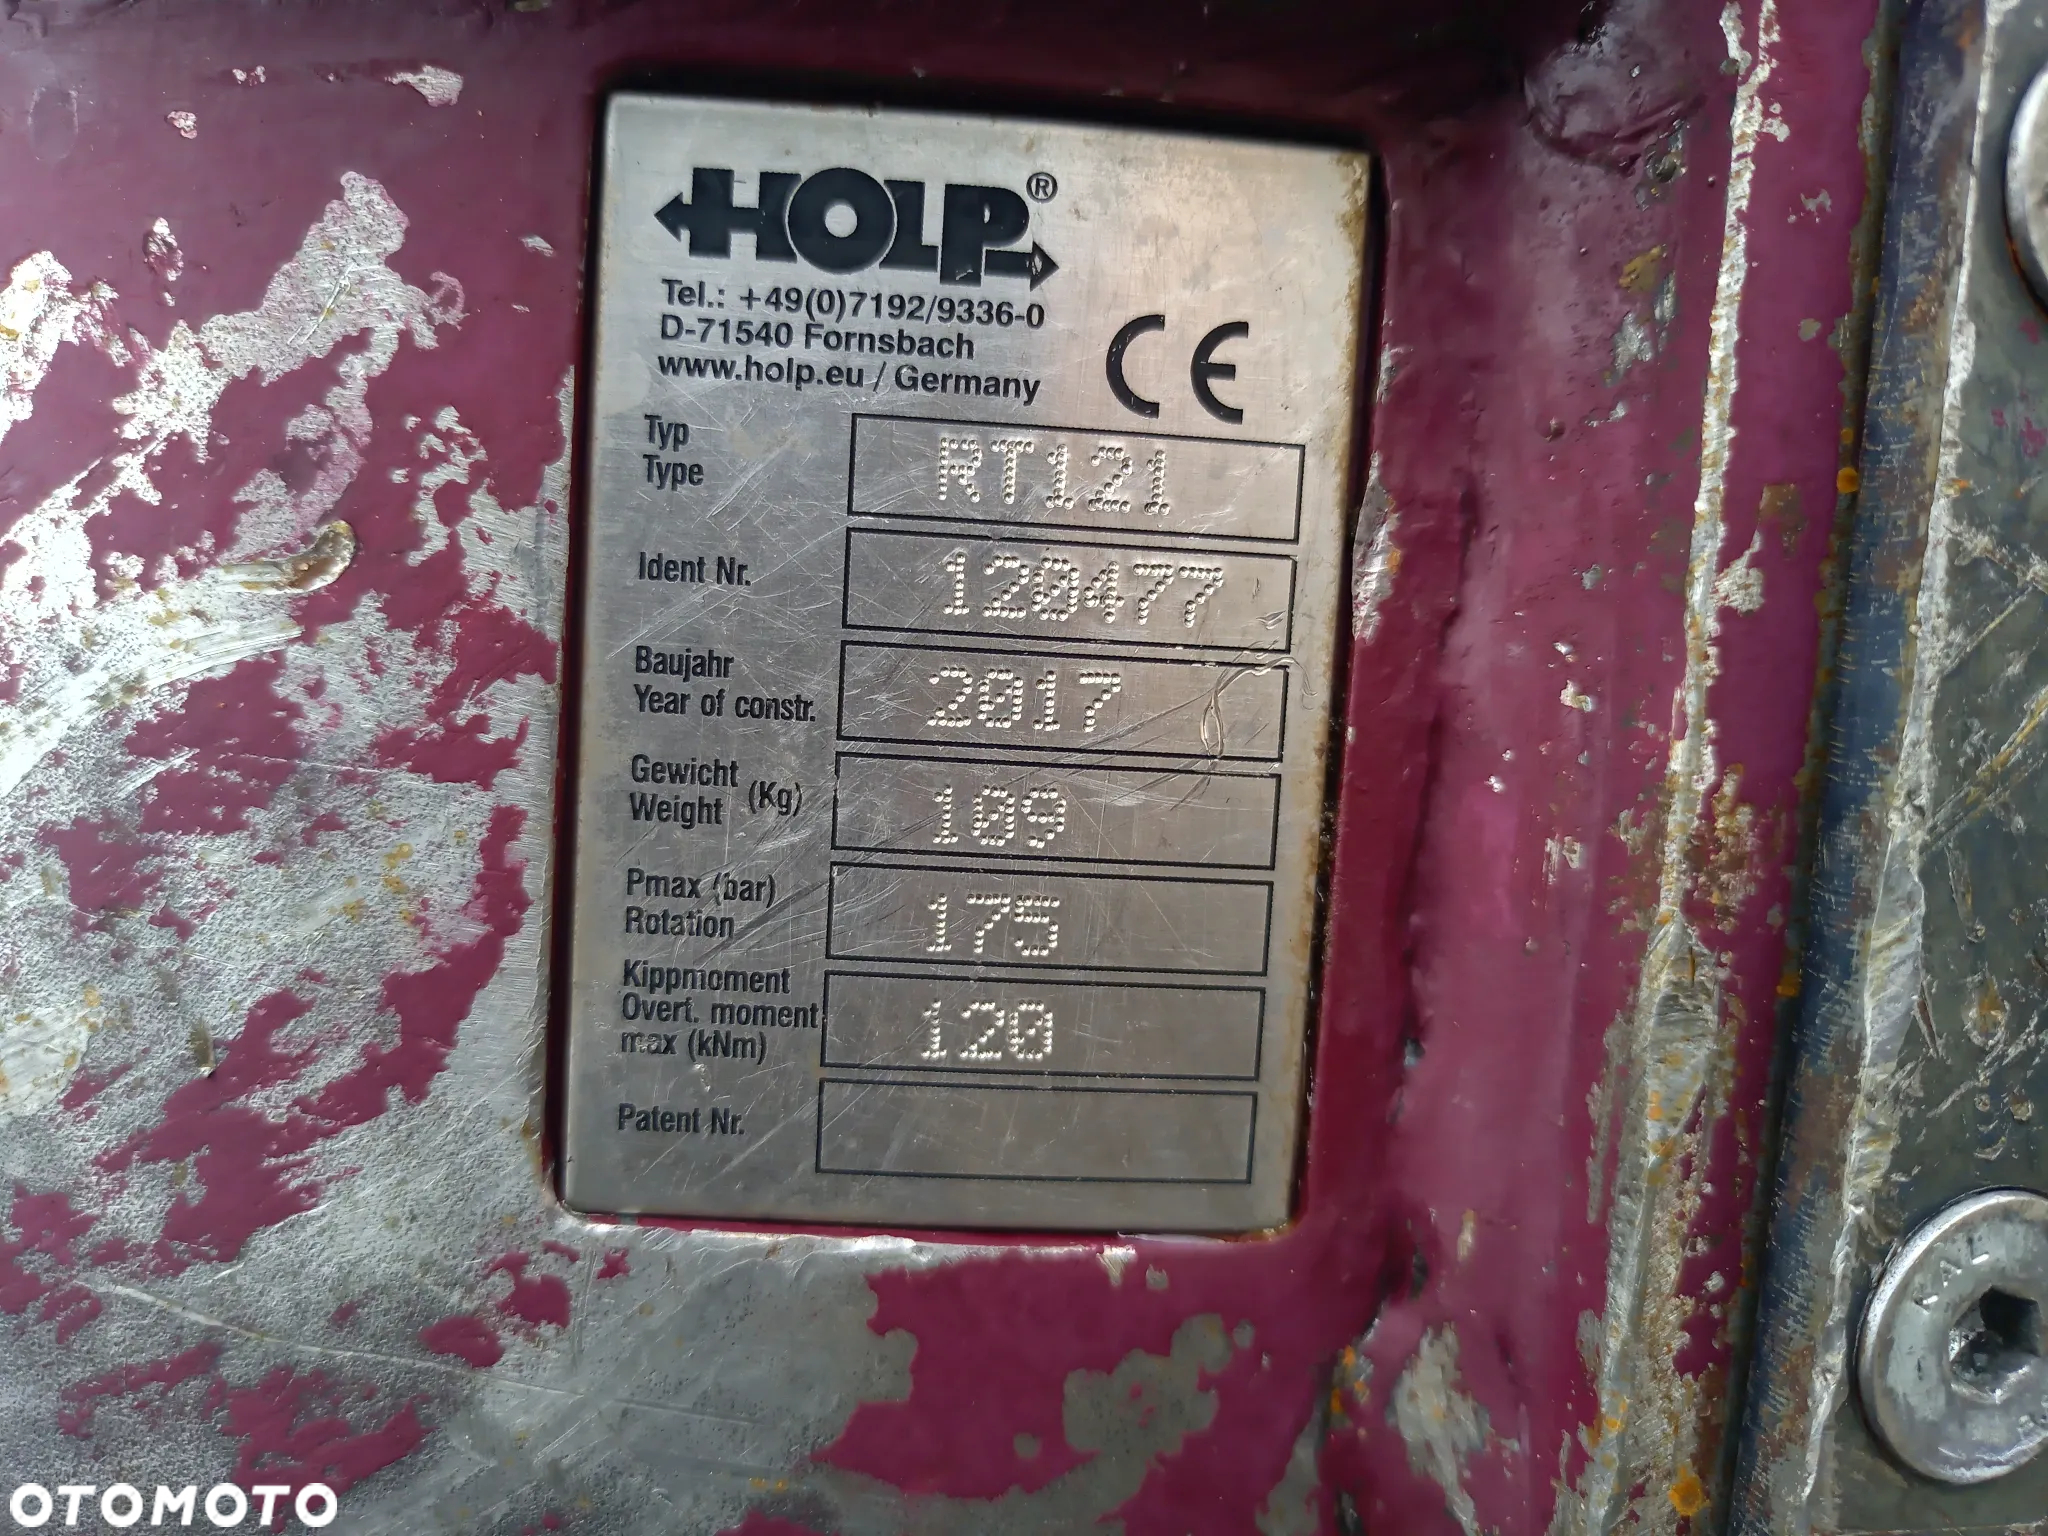 HOLP®
Tel.: +49(0)7192/9336-0
D-71540 Fornsbach
www.holp.eu / Germany
CE
Typ
Type
RT121
Ident Nr.
120477
Baujahr
Year of constr.
2017
Gewicht
Weight
(Kg)
109
Pmax (bar)
Rotation
175
Kippmoment
Overt. moment
max (kNm)
120
Patent Nr.
OTOMOTO